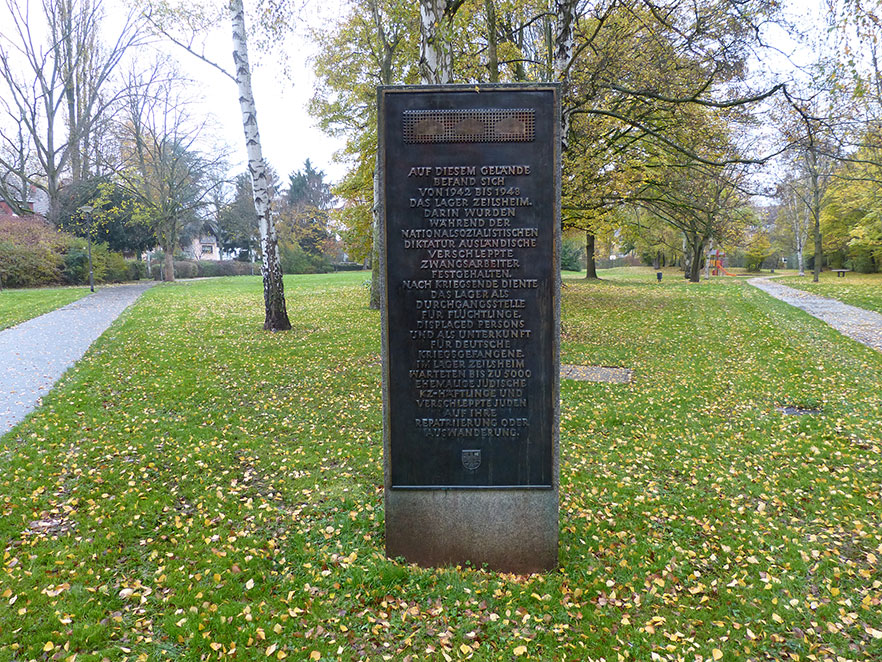 AUF DIESEM GELÄNDE
BEFAND SICH
VON 1942 BIS 1948
DAS LAGER ZEILSHEIM.
DARIN WURDEN
WÄHREND DER
NATIONALSOZIALISTISCHEN
DIKTATUR AUSLÄNDISCHE
VERSCHLEPPTE
ZWANGSARBEITER
FESTGEHALTEN.
NACH KRIEGSENDE DIENTE
DAS LAGER ALS
DURCHGANGSSTELLE
FÜR FLÜCHTLINGE,
DISPLACED PERSONS
UND ALS UNTERKUNFT
FÜR DEUTSCHE
KRIEGSGEFANGENE.
IM LAGER ZEILSHEIM
WARTETEN BIS ZU 5000
EHEMALIGE JÜDISCHE
KZ-HÄFTLINGE UND
VERSCHLEPPTE JUDEN
AUF IHRE
REPATRIIERUNG ODER
AUSWANDERUNG.